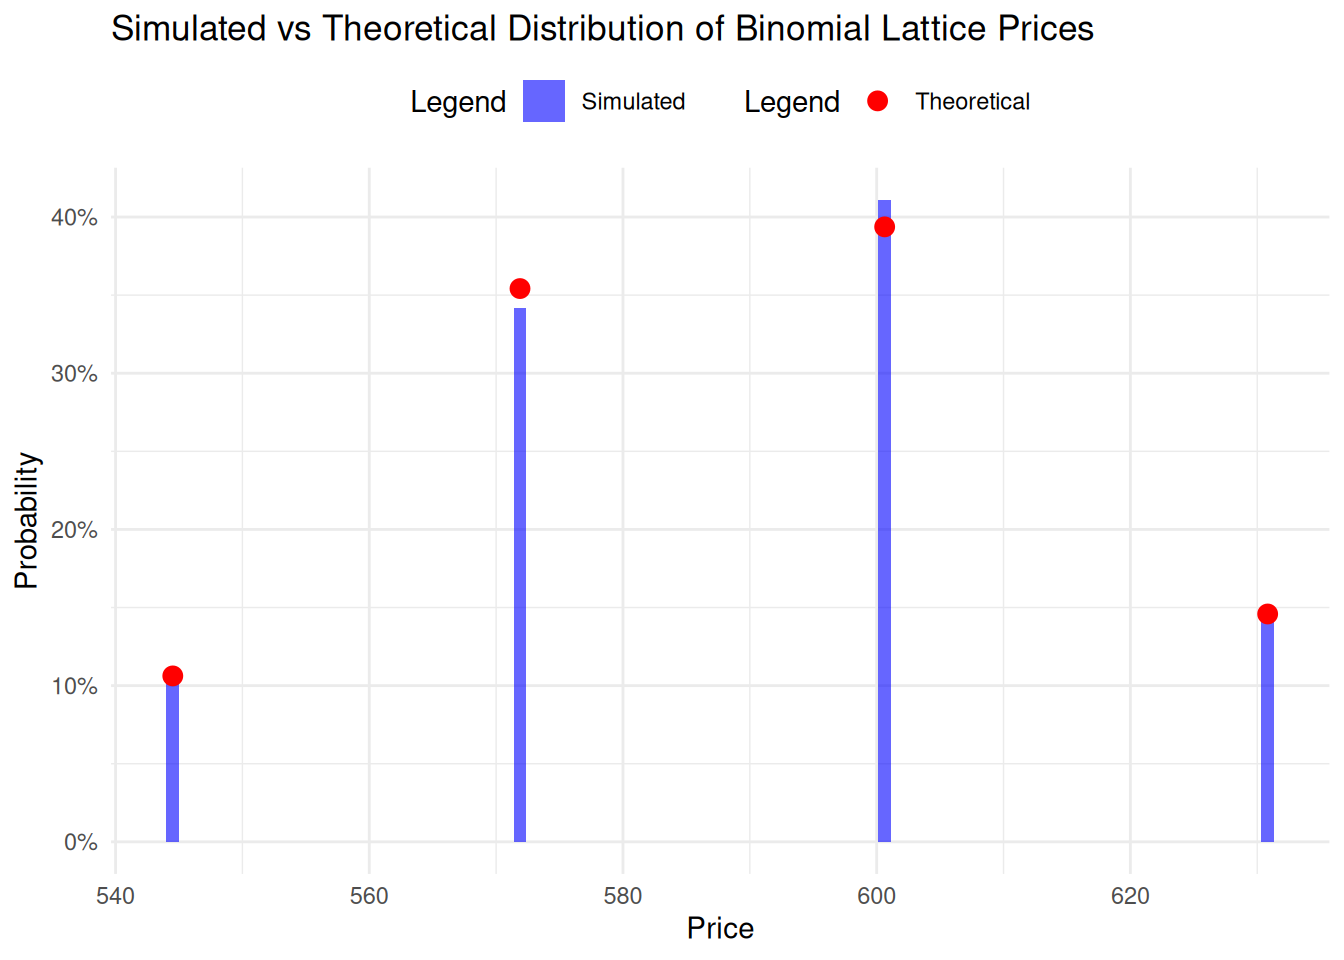 Simulated vs Theoretical Distribution of Binomial Lattice Prices
Legend Simulated Legend Theoretical
40%
30%
20%
10%
0%
Probability
540 560 580 600 620
Price